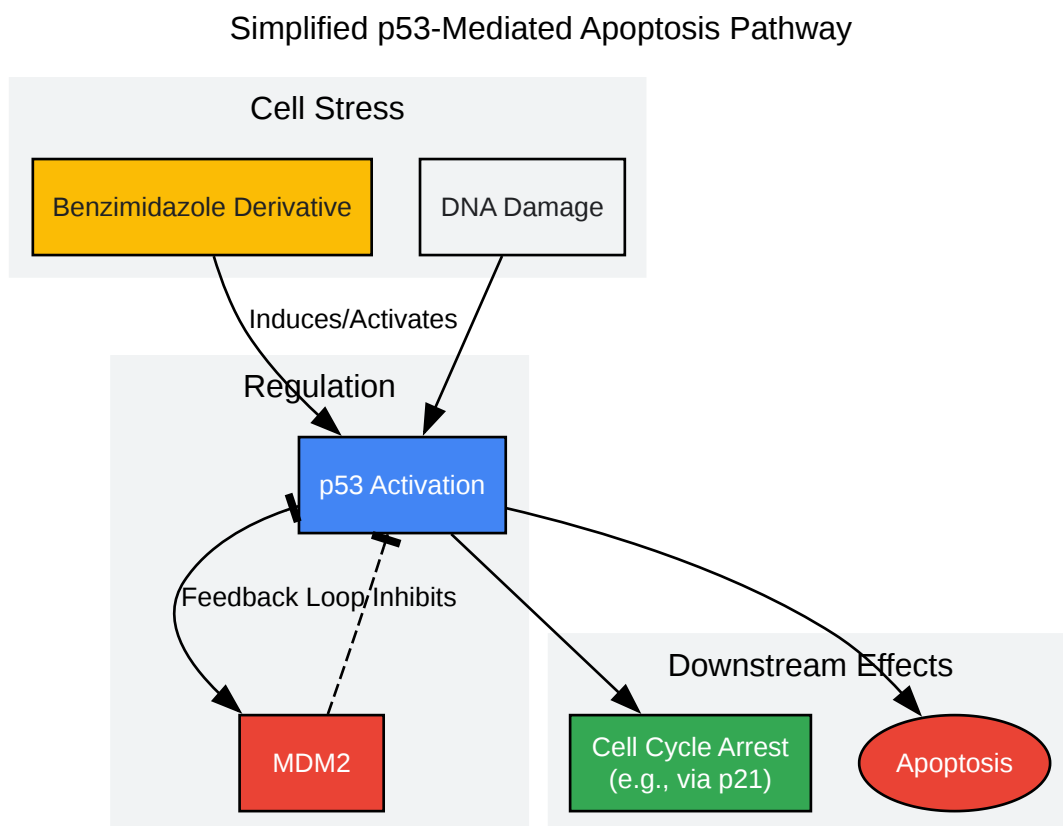 Simplified p53-Mediated Apoptosis Pathway
Cell Stress
Benzimidazole Derivative
DNA Damage
Induces/Activates
Regulation
p53 Activation
Feedback Loop
Inhibits
Downstream Effects
MDM2
Cell Cycle Arrest
(e.g., via p21)
Apoptosis